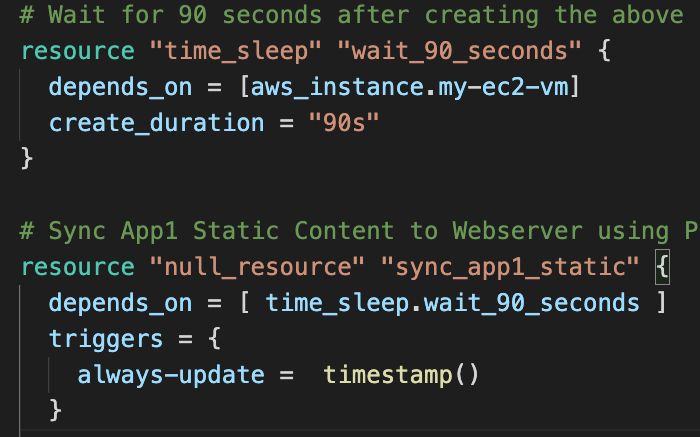 # Wait for 90 seconds after creating the above
resource "time_sleep" "wait_90_seconds" {
depends_on = [aws_instance.my-ec2-vm]
create_duration = "90s"
}
# Sync App1 Static Content to Webserver using P
resource "null_resource" "sync_app1_static" {
depends_on = [ time_sleep.wait_90_seconds ]
triggers = {
always-update =  timestamp()
}